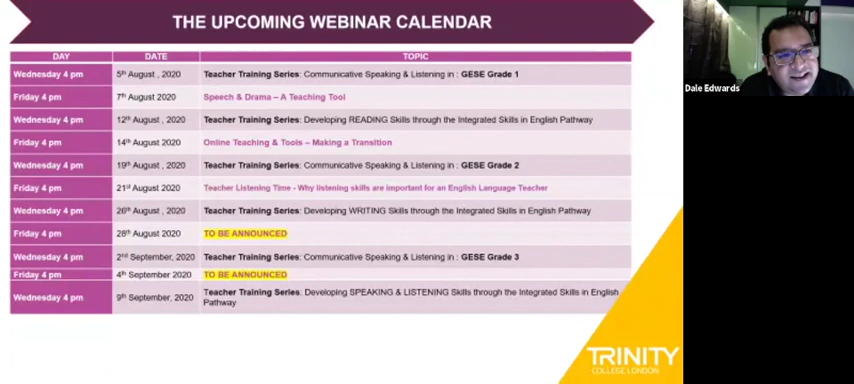 THE UPCOMING WEBINAR CALENDAR
Dale Edwards
DAY DATE TOPIC
Wednesday 4 pm 5th August , 2020 Teacher Training Series: Communicative Speaking & Listening in : GESE Grade 1
Friday 4 pm 7th August 2020 Speech & Drama – A Teaching Tool
Wednesday 4 pm 12th August , 2020 Teacher Training Series: Developing READING Skills through the Integrated Skills in English Pathway
Friday 4 pm 14th August 2020 Online Teaching & Tools – Making a Transition
Wednesday 4 pm 19th August , 2020 Teacher Training Series: Communicative Speaking & Listening in : GESE Grade 2
Friday 4 pm 21st August 2020 Teacher Listening Time - Why listening skills are important for an English Language Teacher
Wednesday 4 pm 26th August , 2020 Teacher Training Series: Developing WRITING Skills through the Integrated Skills in English Pathway
Friday 4 pm 28th August 2020 TO BE ANNOUNCED
Wednesday 4 pm 2nd September, 2020 Teacher Training Series: Communicative Speaking & Listening in : GESE Grade 3
Friday 4 pm 4th September 2020 TO BE ANNOUNCED
Wednesday 4 pm 9th September, 2020 Teacher Training Series: Developing SPEAKING & LISTENING Skills through the Integrated Skills in English
Pathway
TRINITY
COLLEGE LONDON